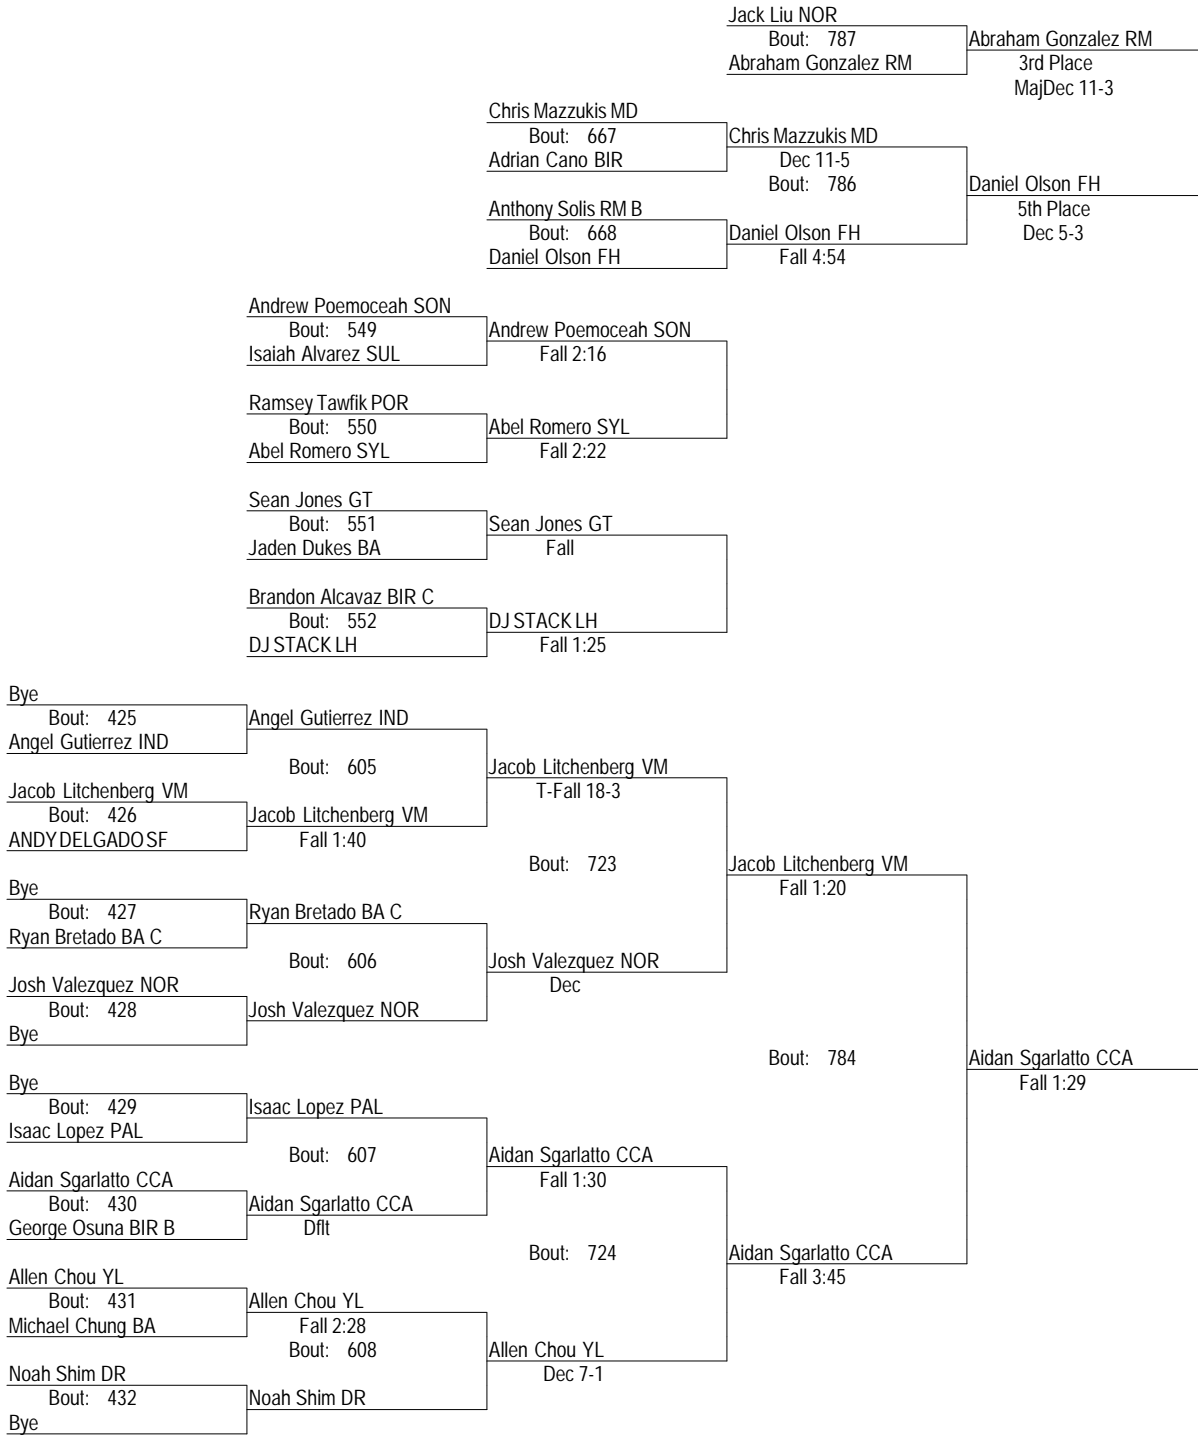 Jack Liu NOR
Bout: 787
Abraham Gonzalez RM
Abraham Gonzalez RM
3rd Place
MajDec 11-3
Chris Mazzukis MD
Bout: 667
Adrian Cano BIR
Chris Mazzukis MD
Dec 11-5
Bout: 786
Daniel Olson FH
5th Place
Dec 5-3
Anthony Solis RM B
Bout: 668
Daniel Olson FH
Daniel Olson FH
Fall 4:54
Andrew Poemoceah SON
Bout: 549
Isaiah Alvarez SUL
Andrew Poemoceah SON
Fall 2:16
Ramsey Tawfik POR
Bout: 550
Abel Romero SYL
Abel Romero SYL
Fall 2:22
Sean Jones GT
Bout: 551
Jaden Dukes BA
Sean Jones GT
Fall
Brandon Alcavaz BIR C
Bout: 552
DJ STACK LH
DJ STACK LH
Fall 1:25
Bye
Bout: 425
Angel Gutierrez IND
Angel Gutierrez IND
Bout: 605
Jacob Litchenberg VM
T-Fall 18-3
Jacob Litchenberg VM
Bout: 426
ANDY DELGADO SF
Jacob Litchenberg VM
Fall 1:40
Bout: 723
Jacob Litchenberg VM
Fall 1:20
Bye
Bout: 427
Ryan Bretado BA C
Ryan Bretado BA C
Bout: 606
Josh Valezquez NOR
Dec
Josh Valezquez NOR
Bout: 428
Bye
Josh Valezquez NOR
Bout: 784
Aidan Sgarlatto CCA
Fall 1:29
Bye
Bout: 429
Isaac Lopez PAL
Isaac Lopez PAL
Bout: 607
Aidan Sgarlatto CCA
Fall 1:30
Aidan Sgarlatto CCA
Bout: 430
George Osuna BIR B
Aidan Sgarlatto CCA
Dflt
Bout: 724
Aidan Sgarlatto CCA
Fall 3:45
Allen Chou YL
Bout: 431
Michael Chung BA
Allen Chou YL
Fall 2:28
Bout: 608
Allen Chou YL
Dec 7-1
Noah Shim DR
Bout: 432
Bye
Noah Shim DR